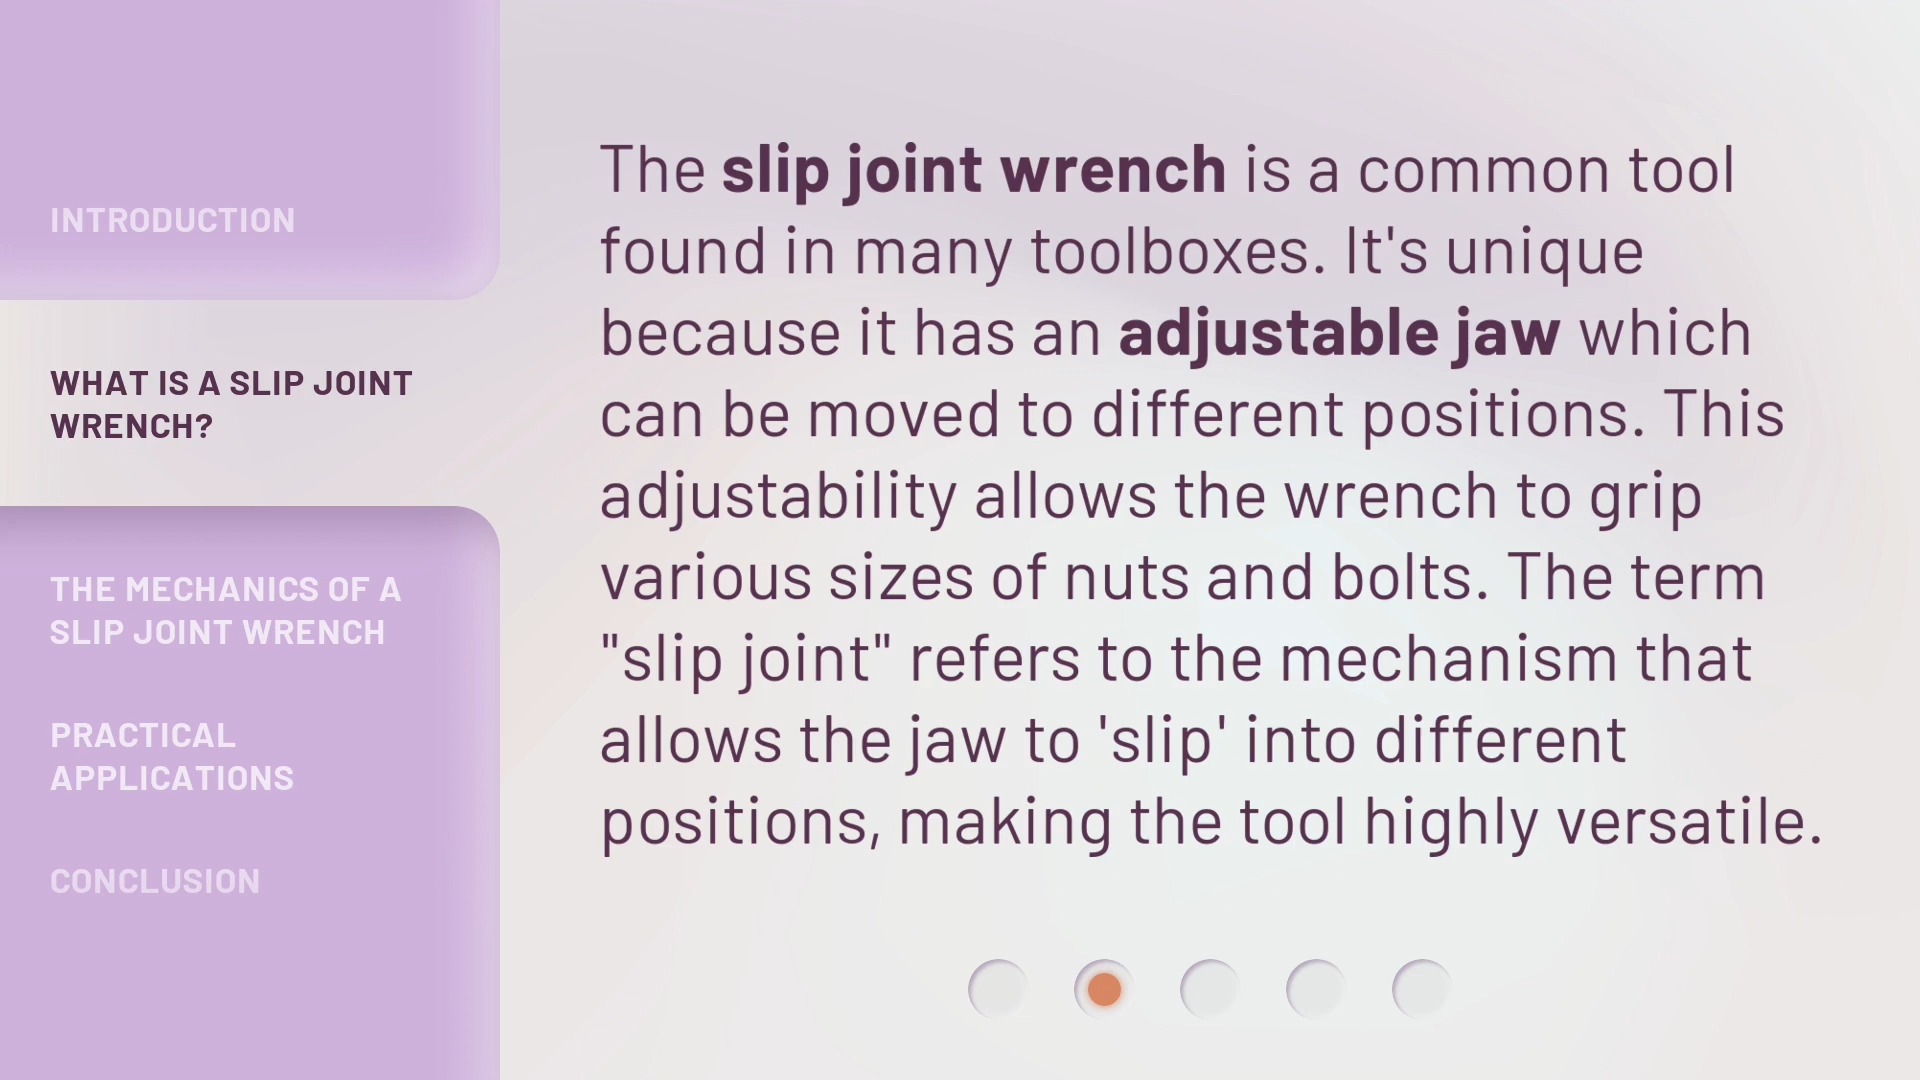 INTRODUCTION
WHAT IS A SLIP JOINT
WRENCH?
THE MECHANICS OF A
SLIP JOINT WRENCH
PRACTICAL
APPLICATIONS
CONCLUSION
The slip joint wrench is a common tool
found in many toolboxes. It's unique
because it has an adjustable jaw which
can be moved to different positions. This
adjustability allows the wrench to grip
various sizes of nuts and bolts. The term
"slip joint" refers to the mechanism that
allows the jaw to 'slip' into different
positions, making the tool highly versatile.